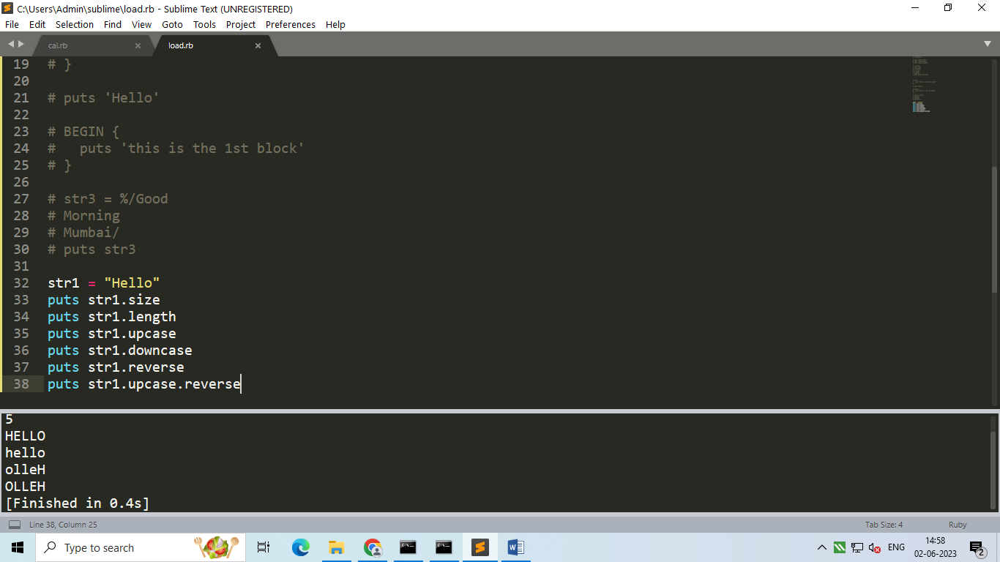 C:\Users\Admin\sublime\load.rb - Sublime Text (UNREGISTERED)
File Edit Selection Find View Goto Tools Project Preferences Help
cal.rb load.rb
19 # }
20
21 # puts 'Hello'
22
23 # BEGIN {
24 #   puts 'this is the 1st block'
25 # }
26
27 # str3 = %/Good
28 # Morning
29 # Mumbai/
30 # puts str3
31
32 str1 = "Hello"
33 puts str1.size
34 puts str1.length
35 puts str1.upcase
36 puts str1.downcase
37 puts str1.reverse
38 puts str1.upcase.reverse
5
HELLO
hello
olleH
OLLEH
[Finished in 0.4s]
Line 38, Column 25 Tab Size: 4 Ruby
Type to search ENG 14:58
02-06-2023 2